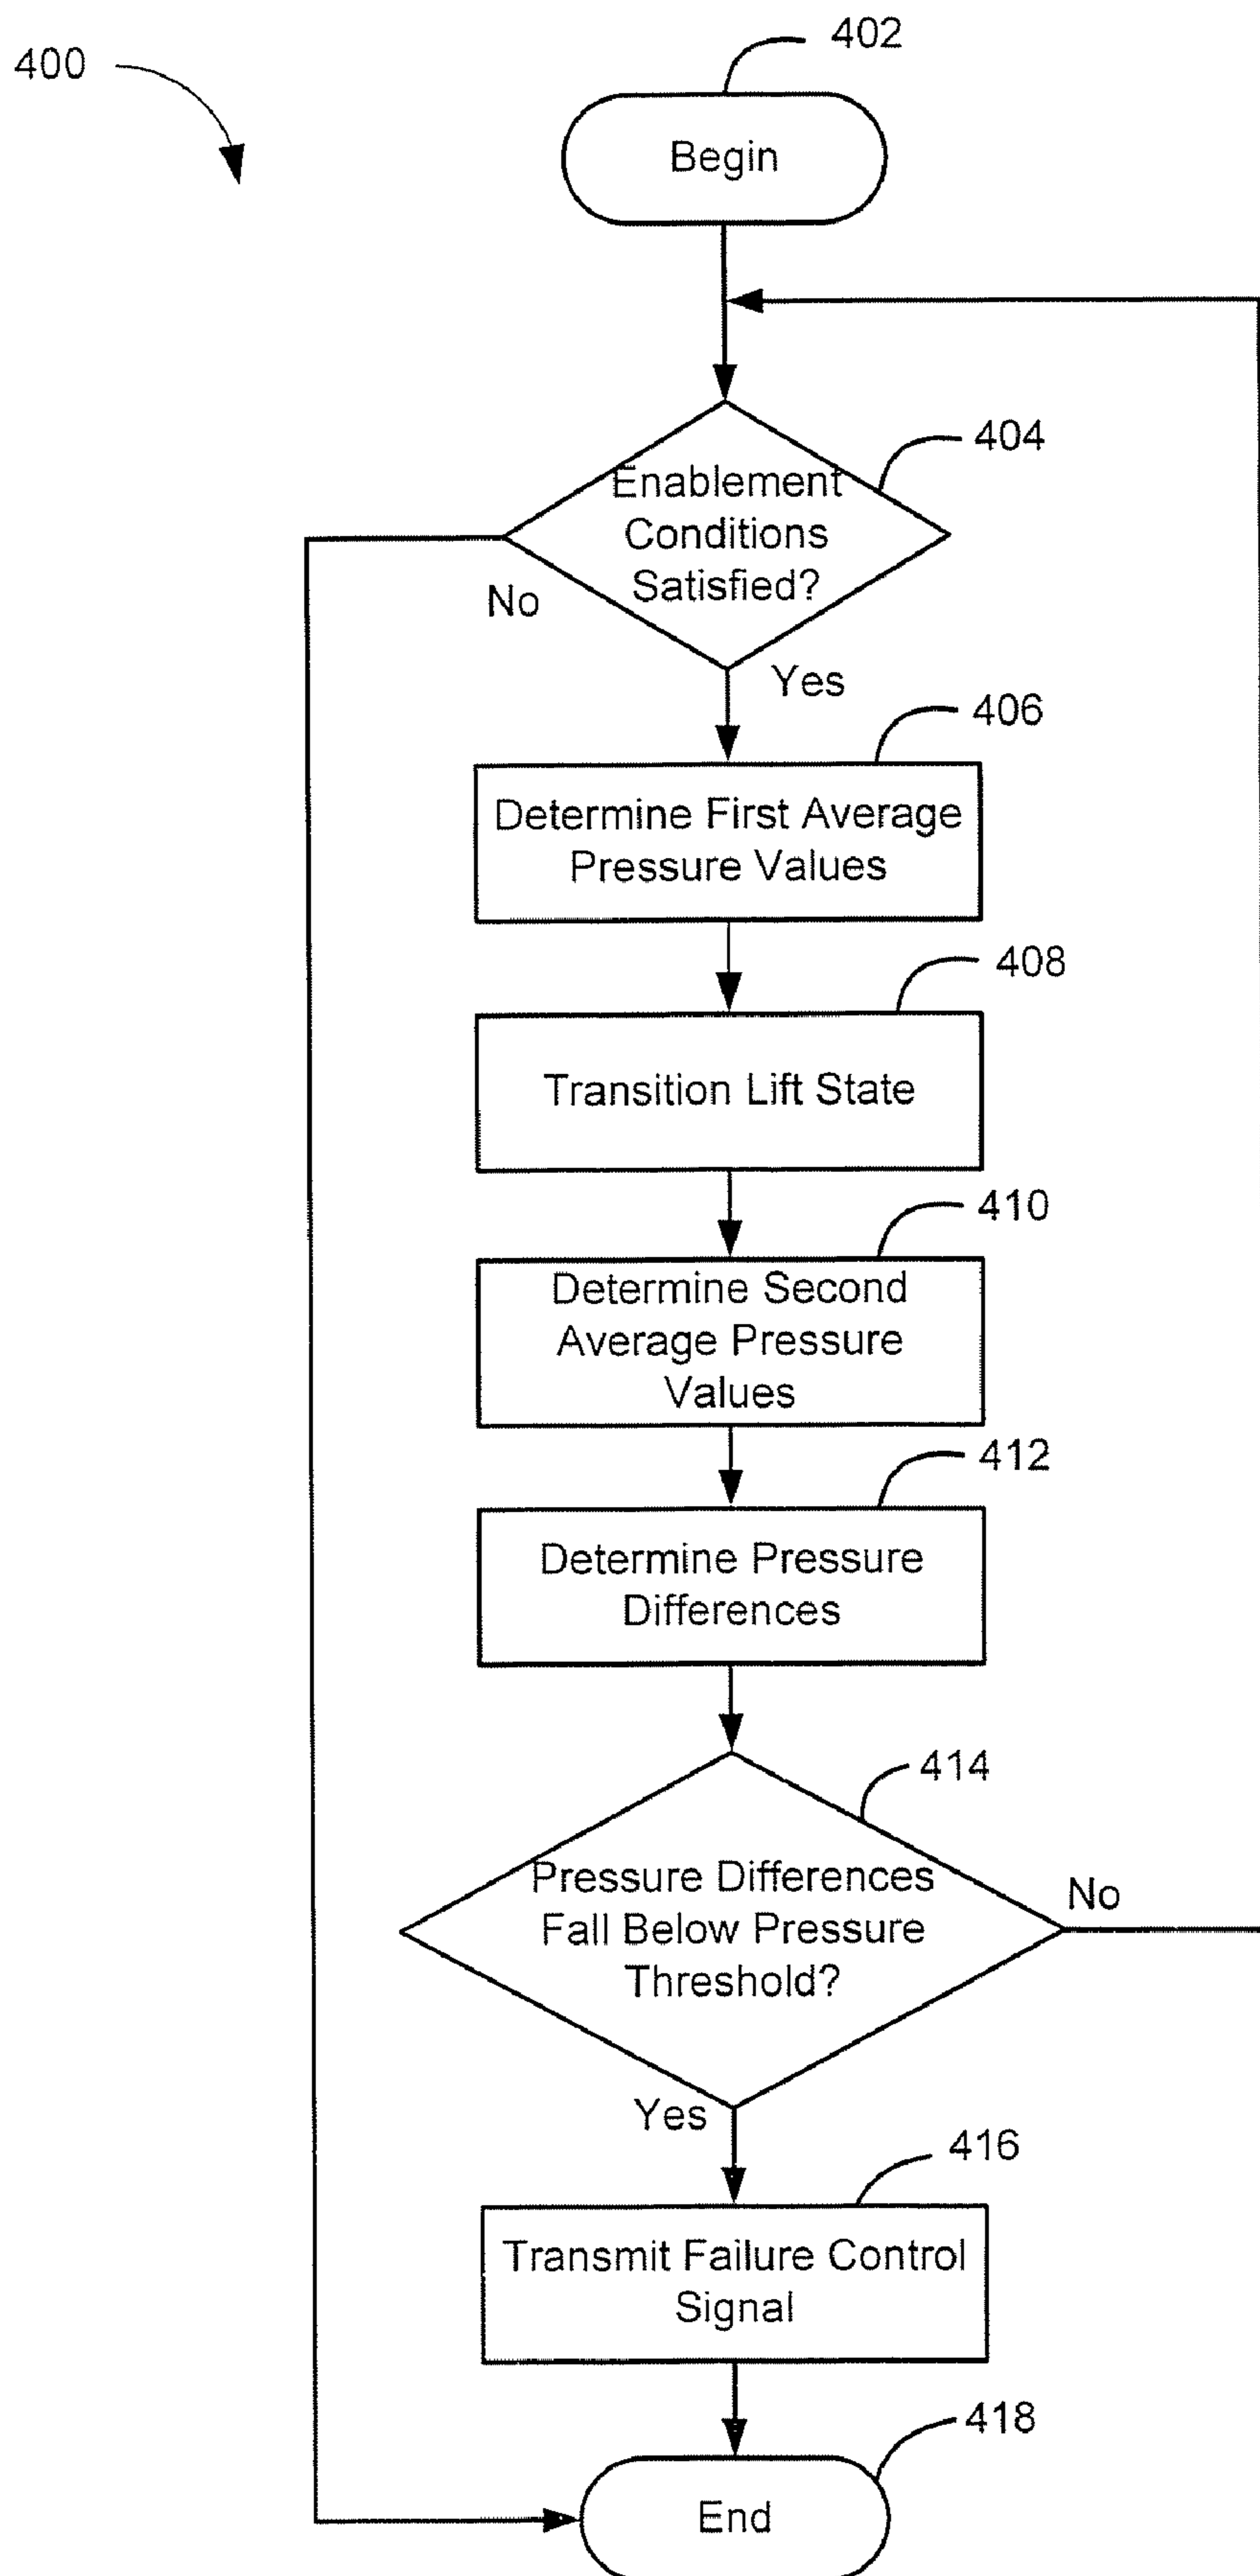 402
400
Begin
404
Enablement
Conditions
Satisfied?
No
Yes
406
Determine First Average
Pressure Values
408
Transition Lift State
410
Determine Second
Average Pressure
Values
412
Determine Pressure
Differences
414
Pressure Differences
Fall Below Pressure
Threshold?
No
Yes
416
Transmit Failure Control
Signal
418
End